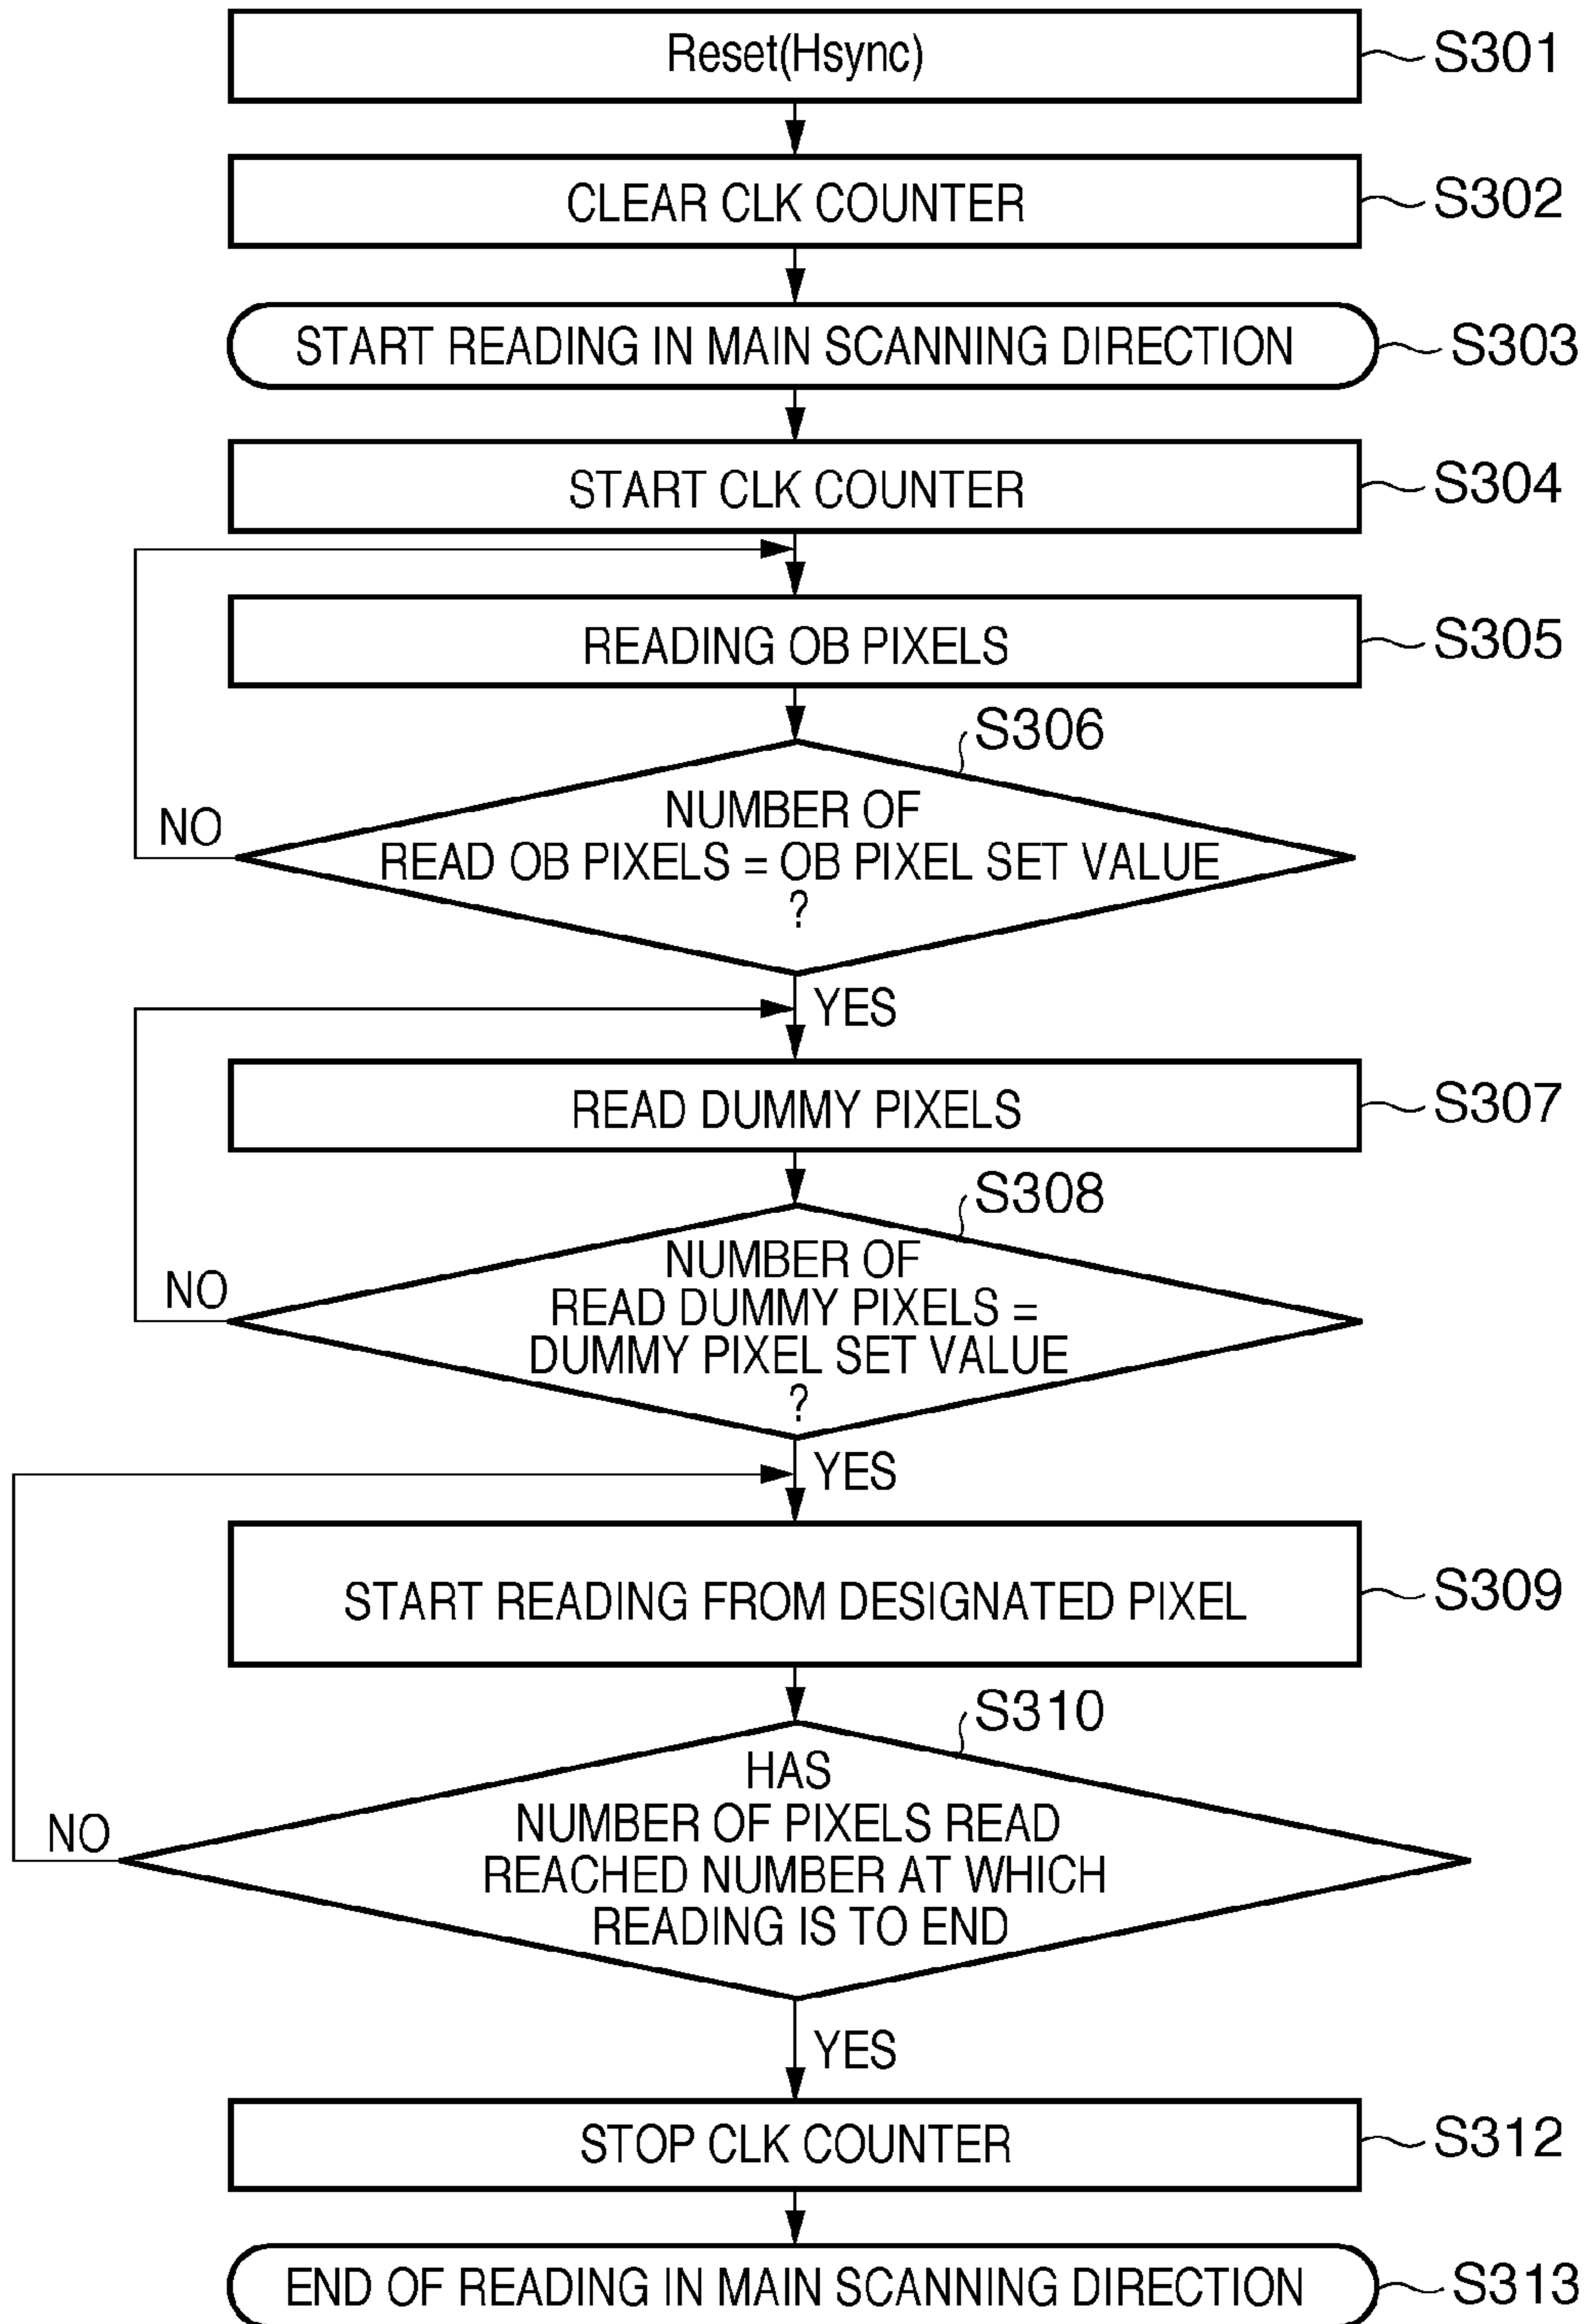 Reset(Hsync)
S301
CLEAR CLK COUNTER
S302
START READING IN MAIN SCANNING DIRECTION
S303
START CLK COUNTER
S304
READING OB PIXELS
S305
S306
NUMBER OF
READ OB PIXELS = OB PIXEL SET VALUE
?
NO
YES
READ DUMMY PIXELS
S307
S308
NUMBER OF
READ DUMMY PIXELS =
DUMMY PIXEL SET VALUE
?
NO
YES
START READING FROM DESIGNATED PIXEL
S309
S310
HAS
NUMBER OF PIXELS READ
REACHED NUMBER AT WHICH
READING IS TO END
NO
YES
STOP CLK COUNTER
S312
END OF READING IN MAIN SCANNING DIRECTION
S313